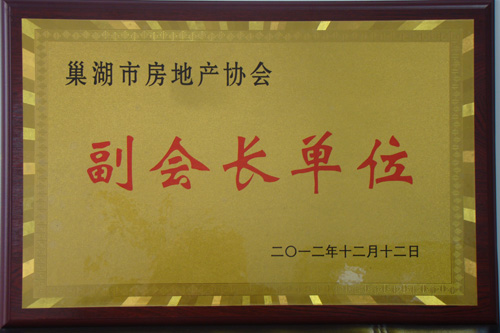 巢湖市房地产协会
副会长单位
二〇一二年十二月十二日